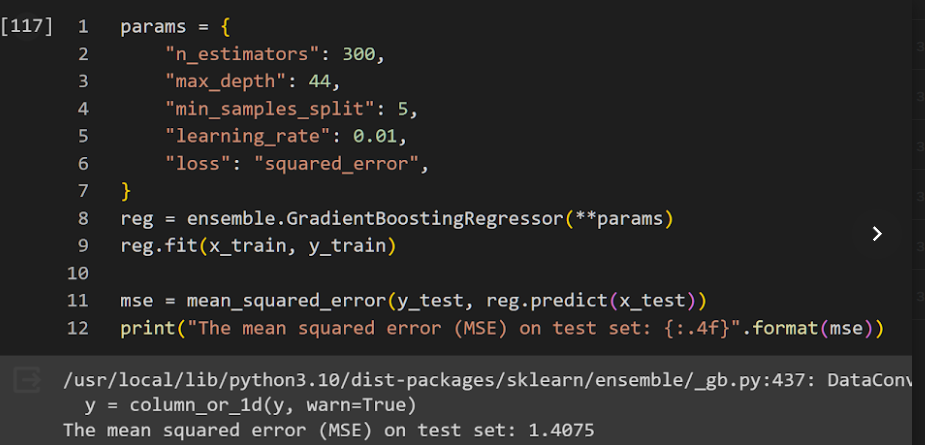 [117] 1 params = {
2 "n_estimators": 300,
3 "max_depth": 44,
4 "min_samples_split": 5,
5 "learning_rate": 0.01,
6 "loss": "squared_error",
7 }
8 reg = ensemble.GradientBoostingRegressor(**params)
9 reg.fit(x_train, y_train)
10
11 mse = mean_squared_error(y_test, reg.predict(x_test))
12 print("The mean squared error (MSE) on test set: {:.4f}".format(mse))
/usr/local/lib/python3.10/dist-packages/sklearn/ensemble/_gb.py:437: DataConv
y = column_or_1d(y, warn=True)
The mean squared error (MSE) on test set: 1.4075